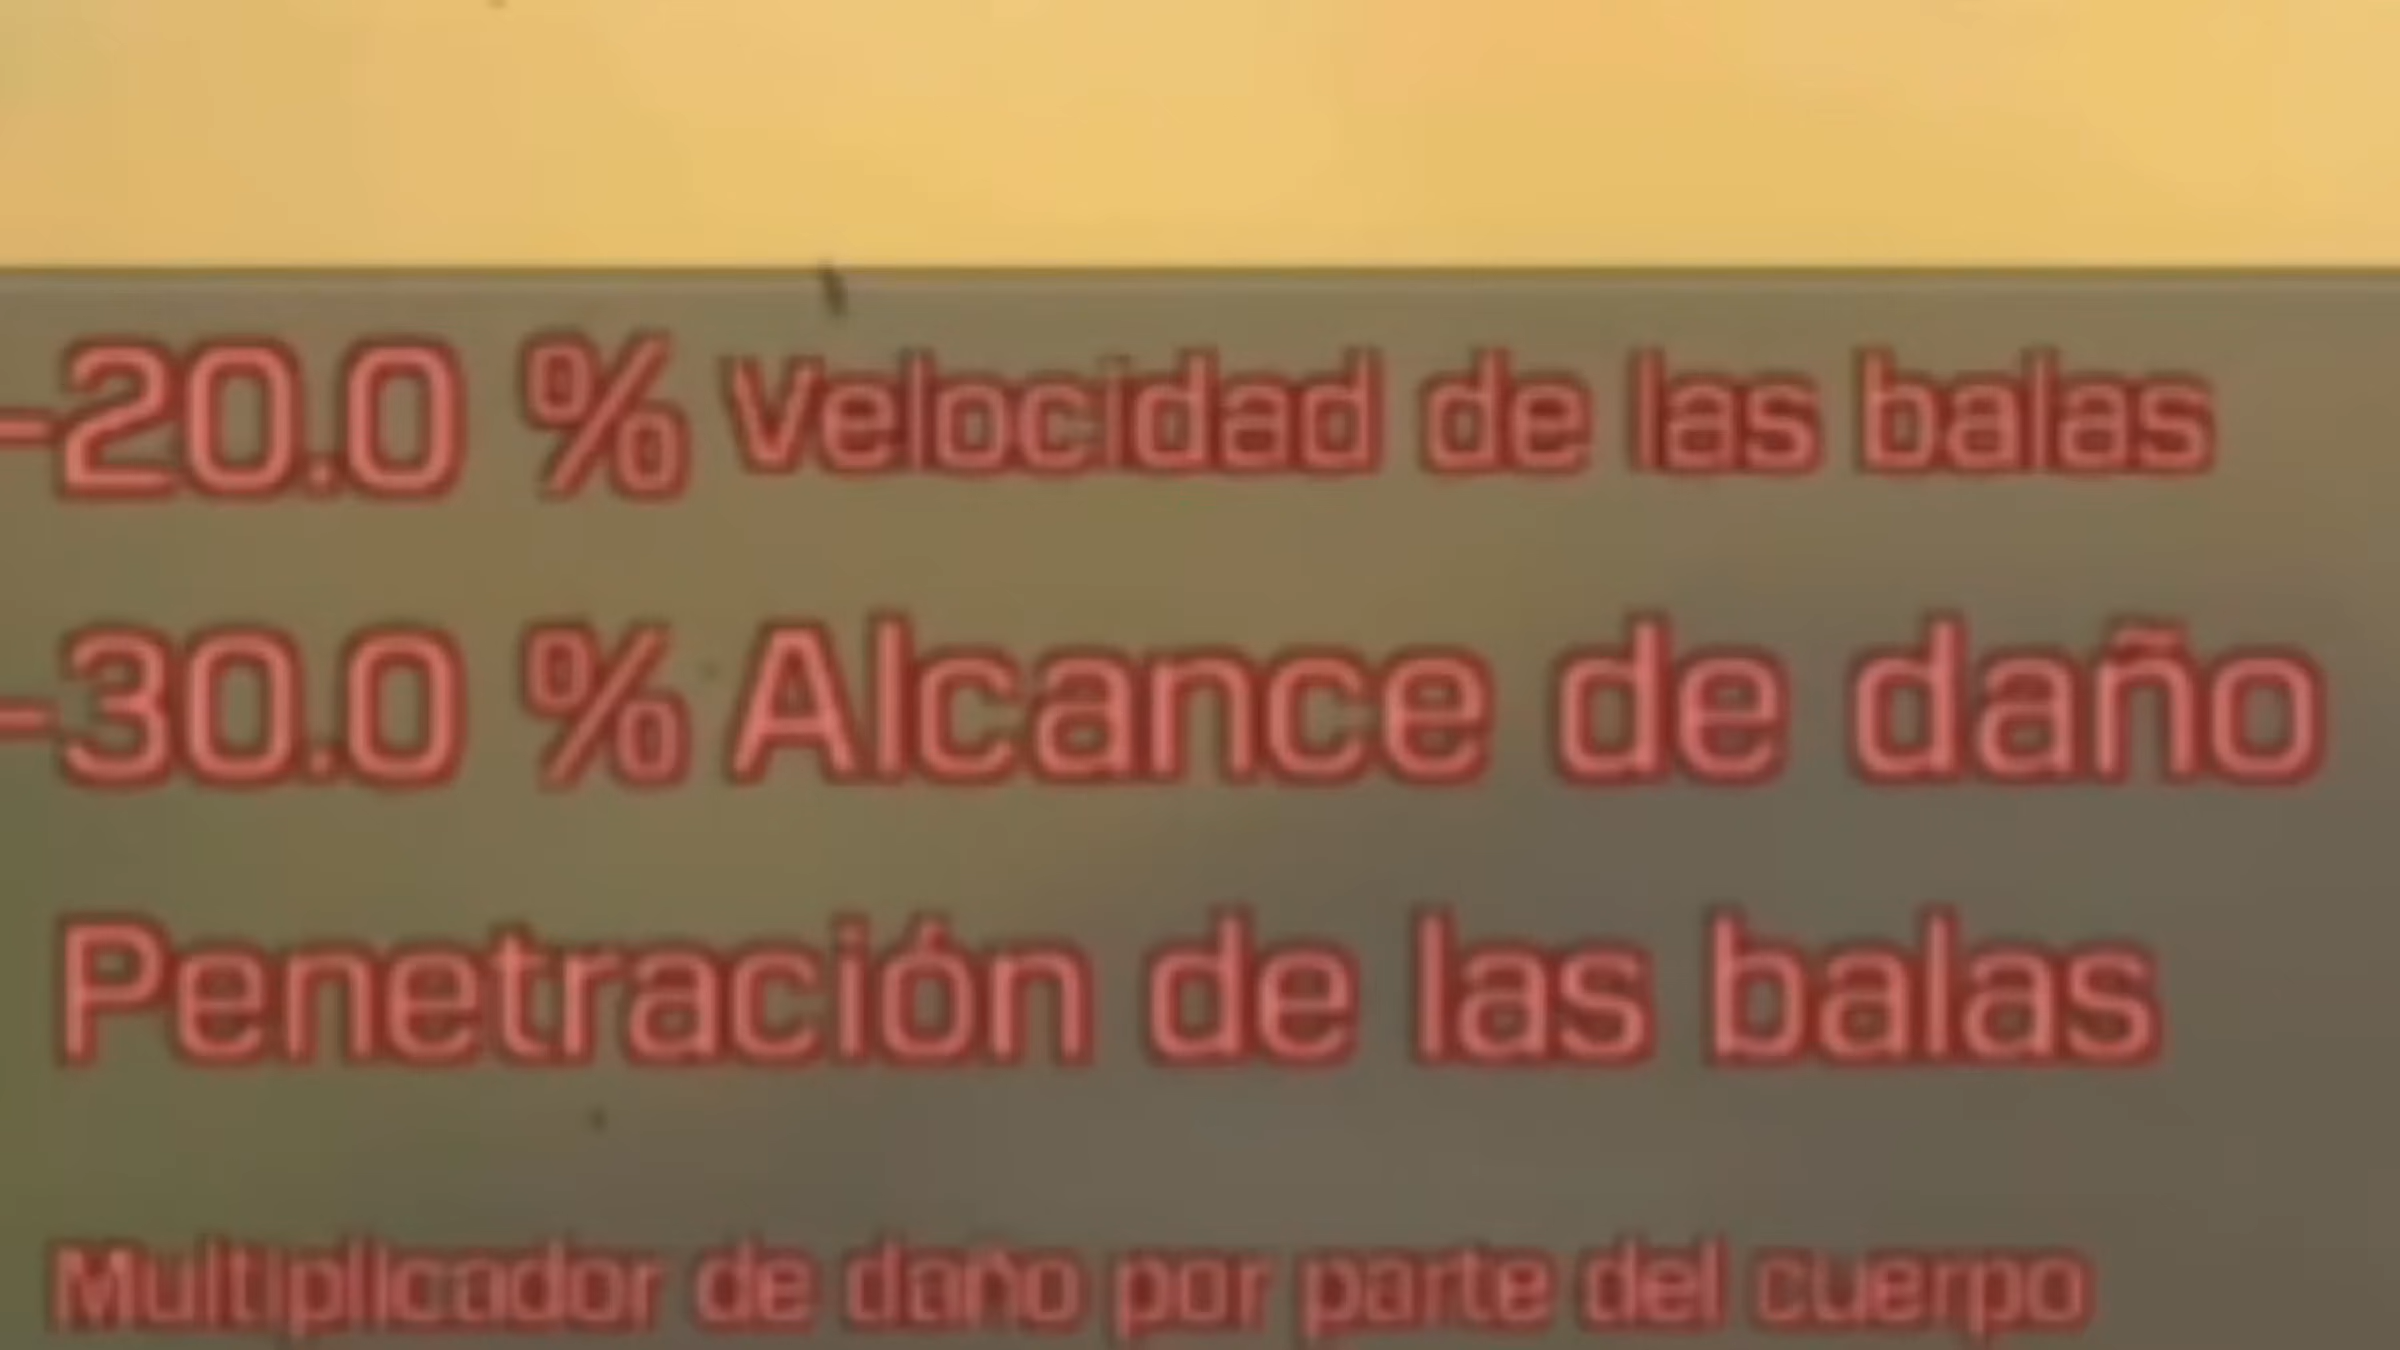 -20.0 % Velocidad de las balas
-30.0 % Alcance de daño
Penetración de las balas
Multiplicador de daño por parte del cuerpo